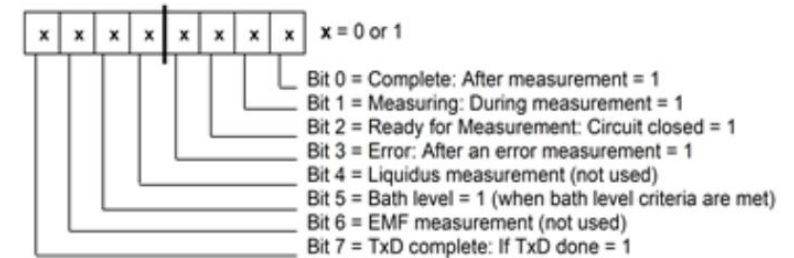 x x x x x x x x x = 0 or 1
Bit 0 = Complete: After measurement = 1
Bit 1 = Measuring: During measurement = 1
Bit 2 = Ready for Measurement: Circuit closed = 1
Bit 3 = Error: After an error measurement = 1
Bit 4 = Liquidus measurement (not used)
Bit 5 = Bath level = 1 (when bath level criteria are met)
Bit 6 = EMF measurement (not used)
Bit 7 = TxD complete: If TxD done = 1